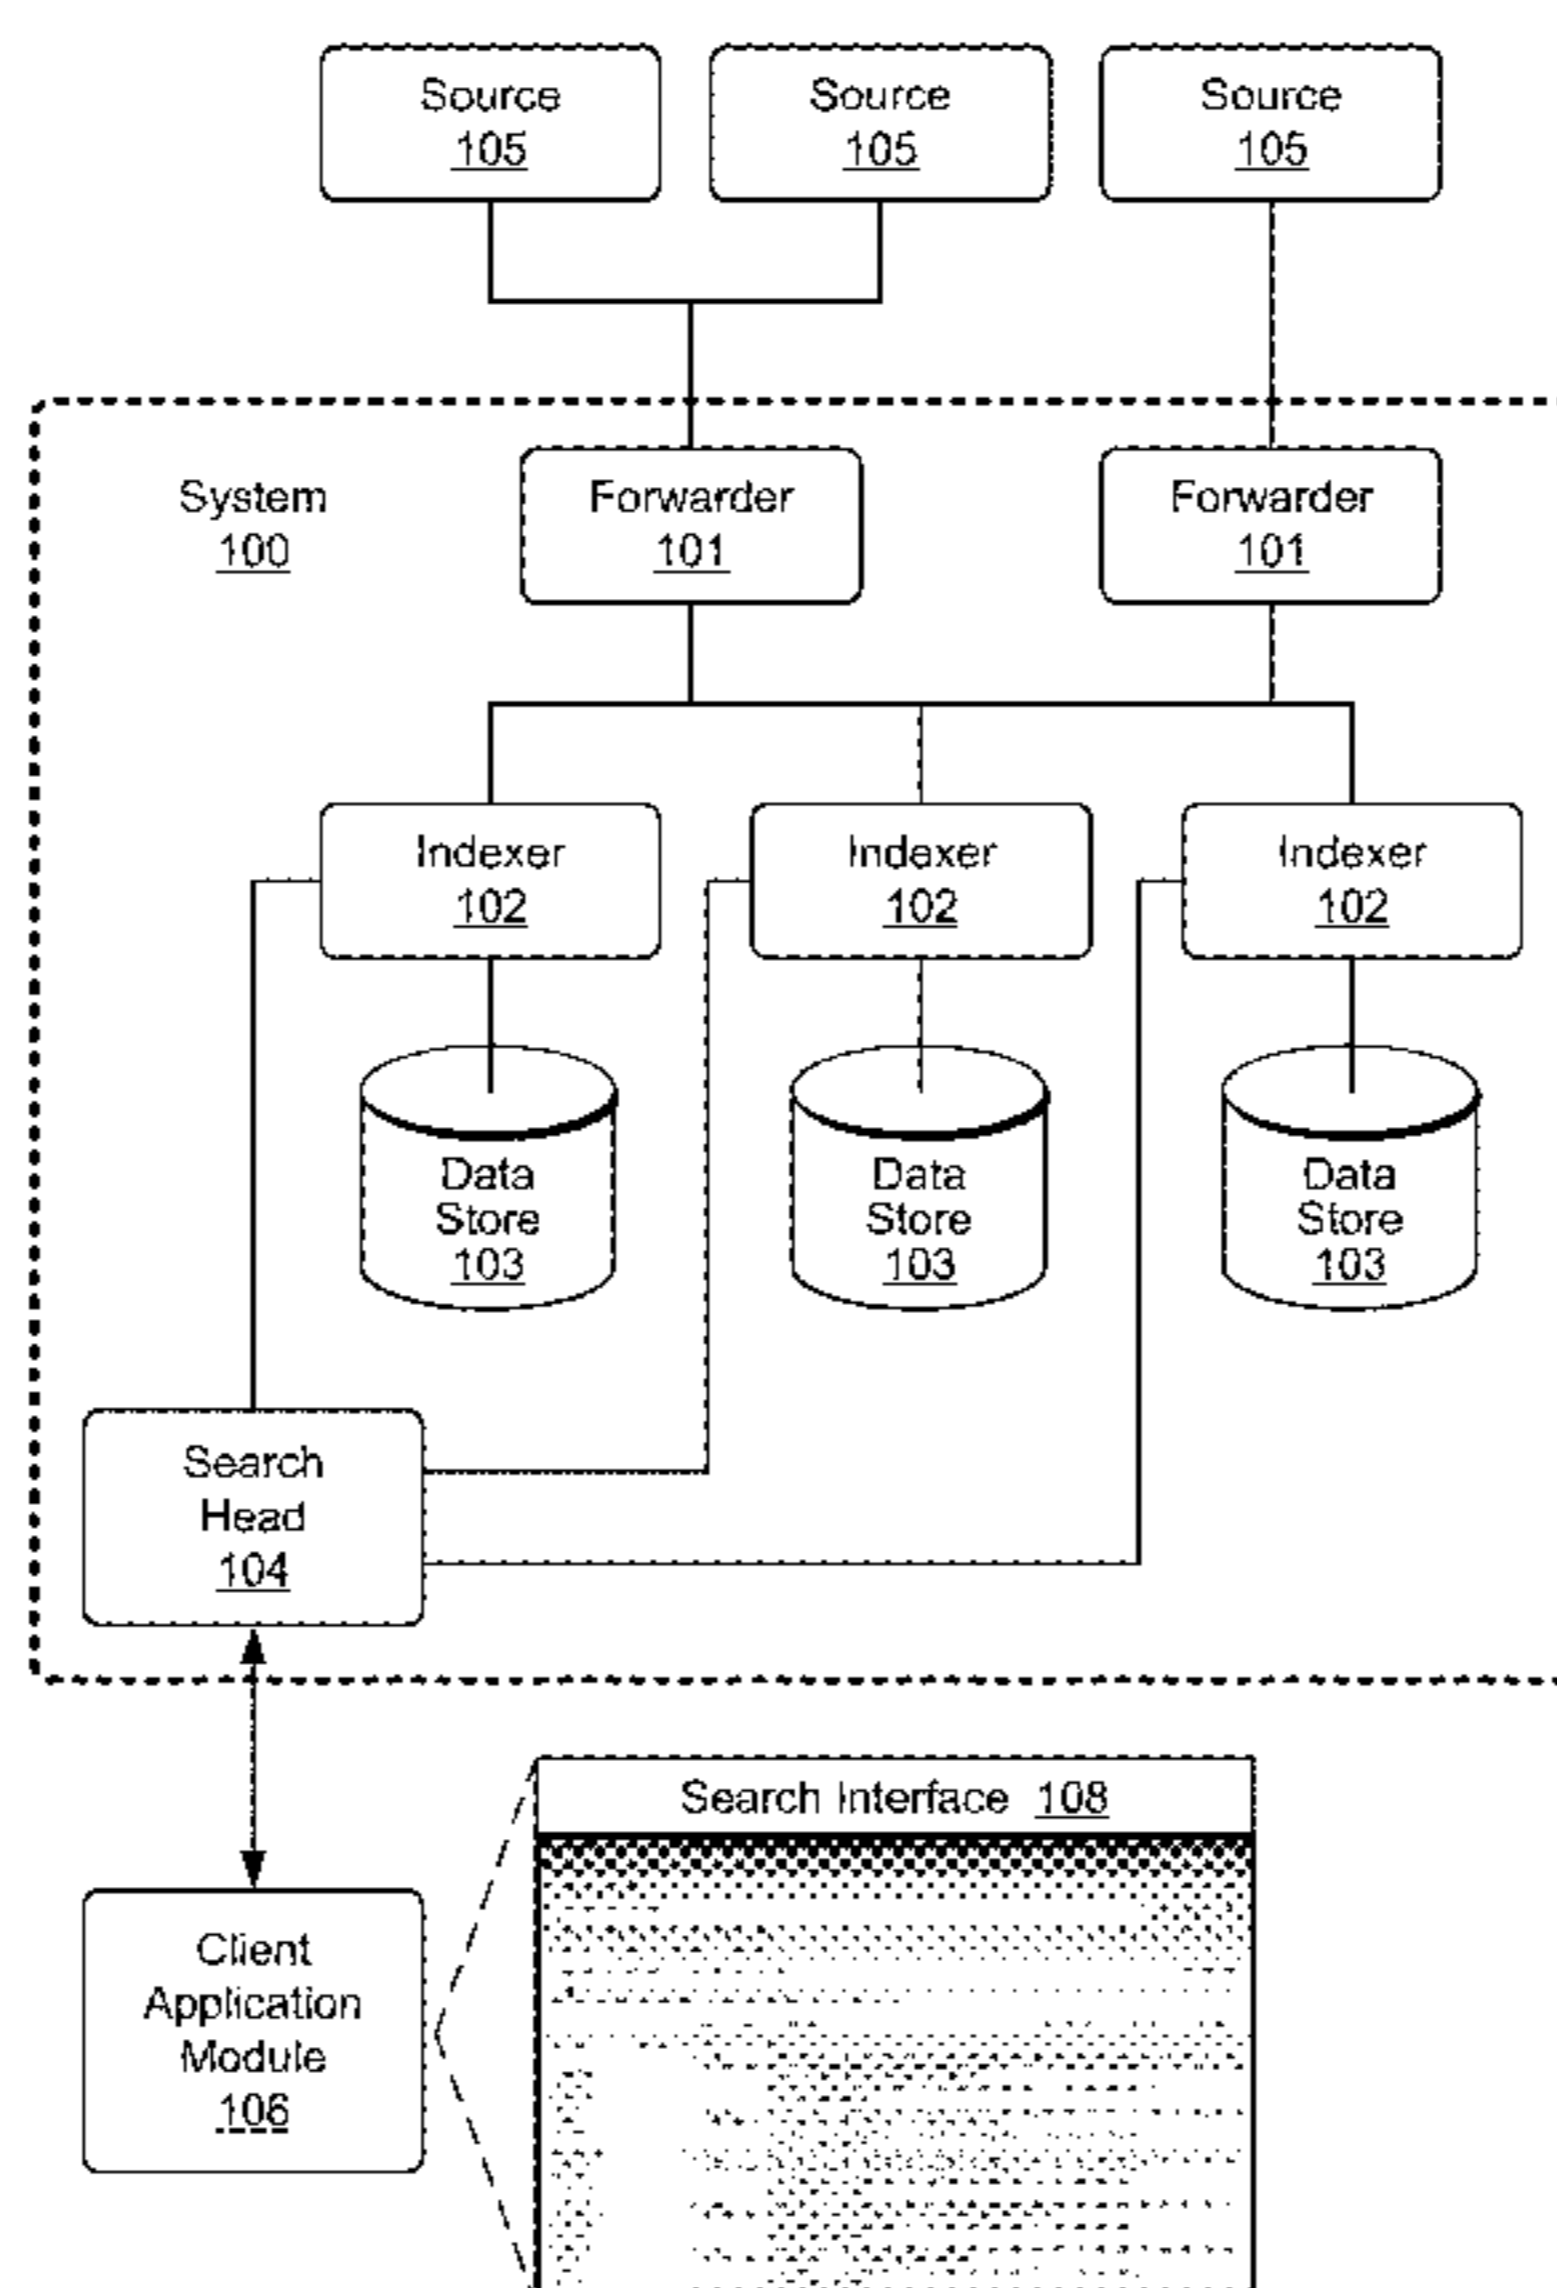 Source
105
Source
105
Source
105
System
100
Forwarder
101
Forwarder
101
Indexer
102
Indexer
102
Indexer
102
Data
Store
103
Data
Store
103
Data
Store
103
Search
Head
104
Search Interface 108
Client
Application
Module
106